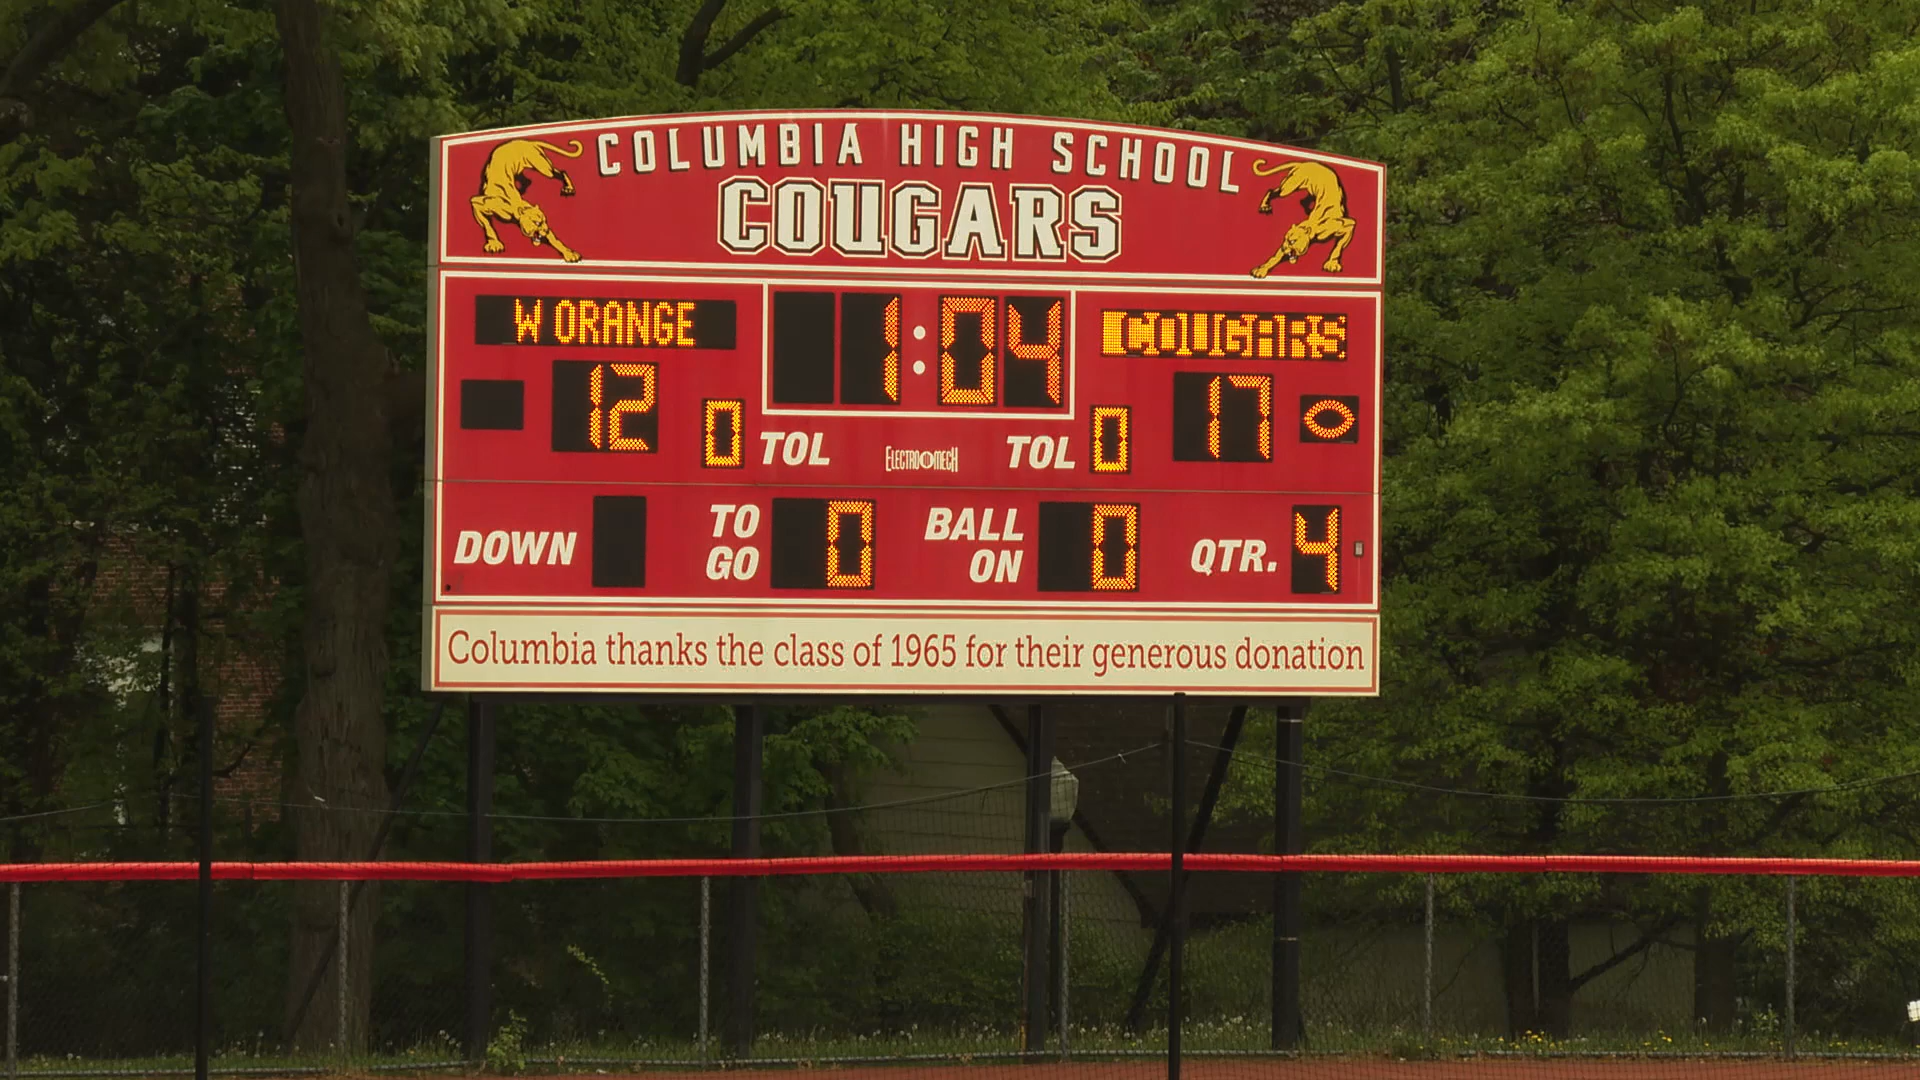 COLUMBIA HIGH SCHOOL
COUGARS
W ORANGE
1:04
COUGARS
12
17
0 TOL
ELECTRO-MECH
TOL 0
DOWN
TO GO 0
BALL ON 0
QTR. 4
Columbia thanks the class of 1965 for their generous donation